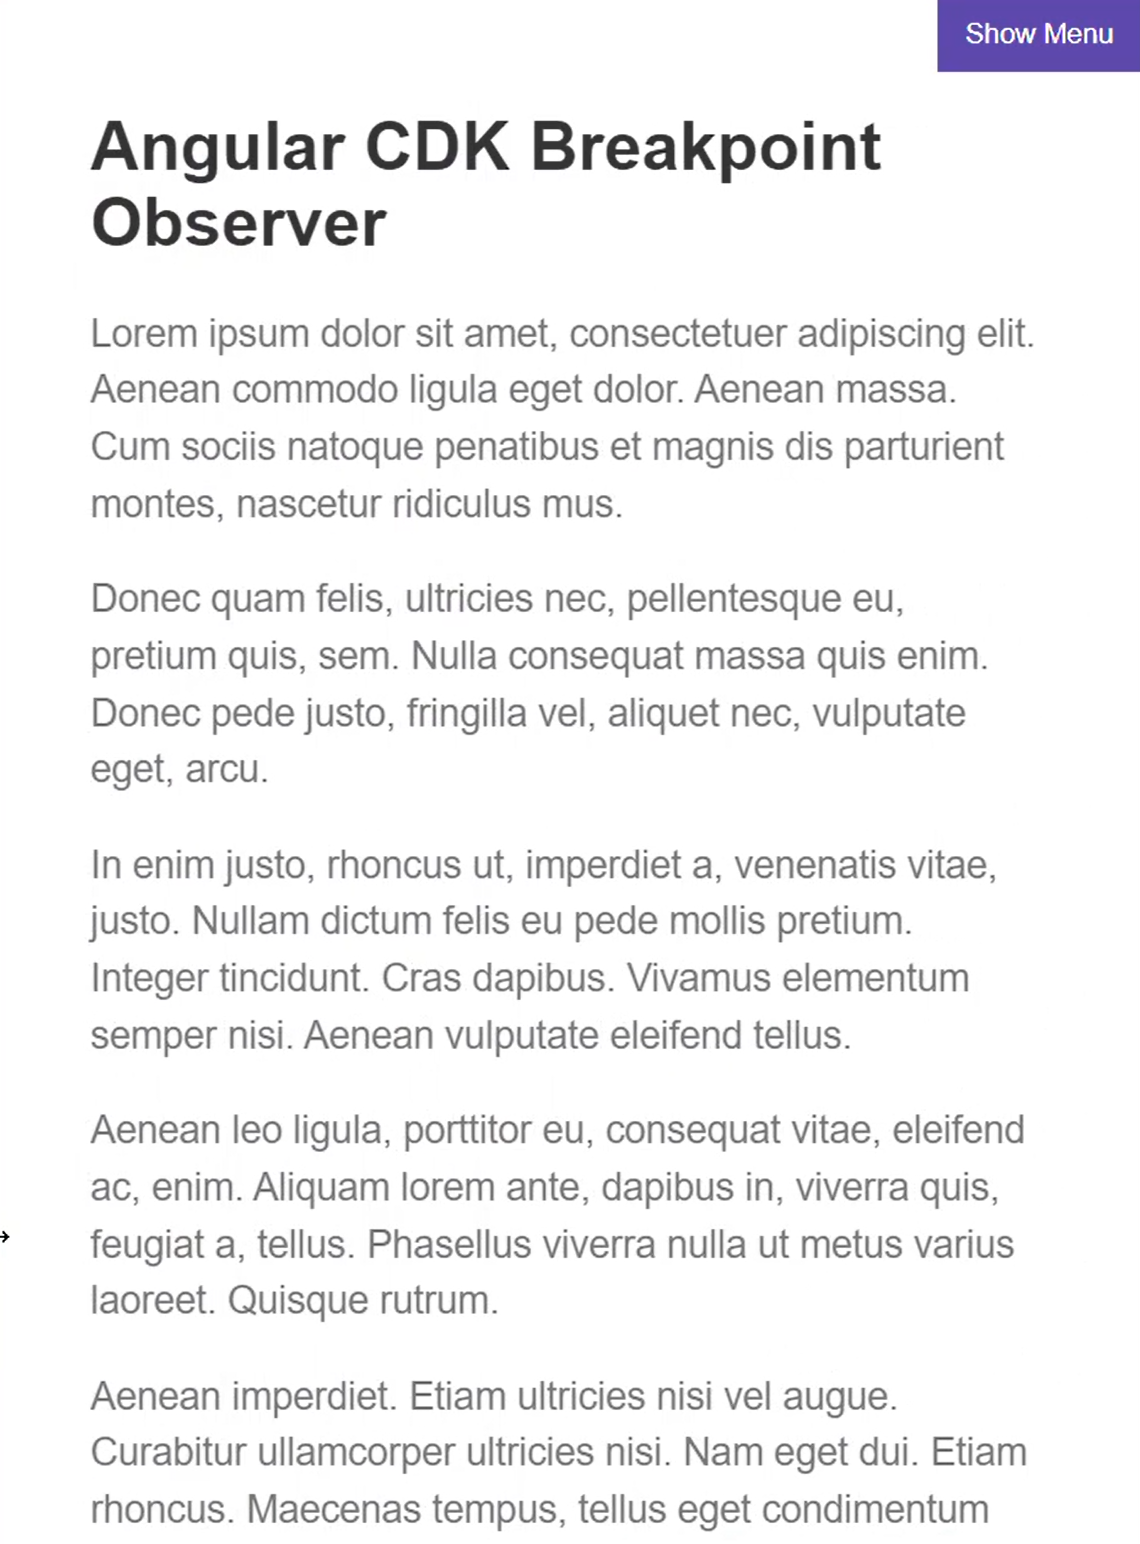 Show Menu
Angular CDK Breakpoint
Observer
Lorem ipsum dolor sit amet, consectetuer adipiscing elit.
Aenean commodo ligula eget dolor. Aenean massa.
Cum sociis natoque penatibus et magnis dis parturient
montes, nascetur ridiculus mus.
Donec quam felis, ultricies nec, pellentesque eu,
pretium quis, sem. Nulla consequat massa quis enim.
Donec pede justo, fringilla vel, aliquet nec, vulputate
eget, arcu.
In enim justo, rhoncus ut, imperdiet a, venenatis vitae,
justo. Nullam dictum felis eu pede mollis pretium.
Integer tincidunt. Cras dapibus. Vivamus elementum
semper nisi. Aenean vulputate eleifend tellus.
Aenean leo ligula, porttitor eu, consequat vitae, eleifend
ac, enim. Aliquam lorem ante, dapibus in, viverra quis,
feugiat a, tellus. Phasellus viverra nulla ut metus varius
laoreet. Quisque rutrum.
Aenean imperdiet. Etiam ultricies nisi vel augue.
Curabitur ullamcorper ultricies nisi. Nam eget dui. Etiam
rhoncus. Maecenas tempus, tellus eget condimentum